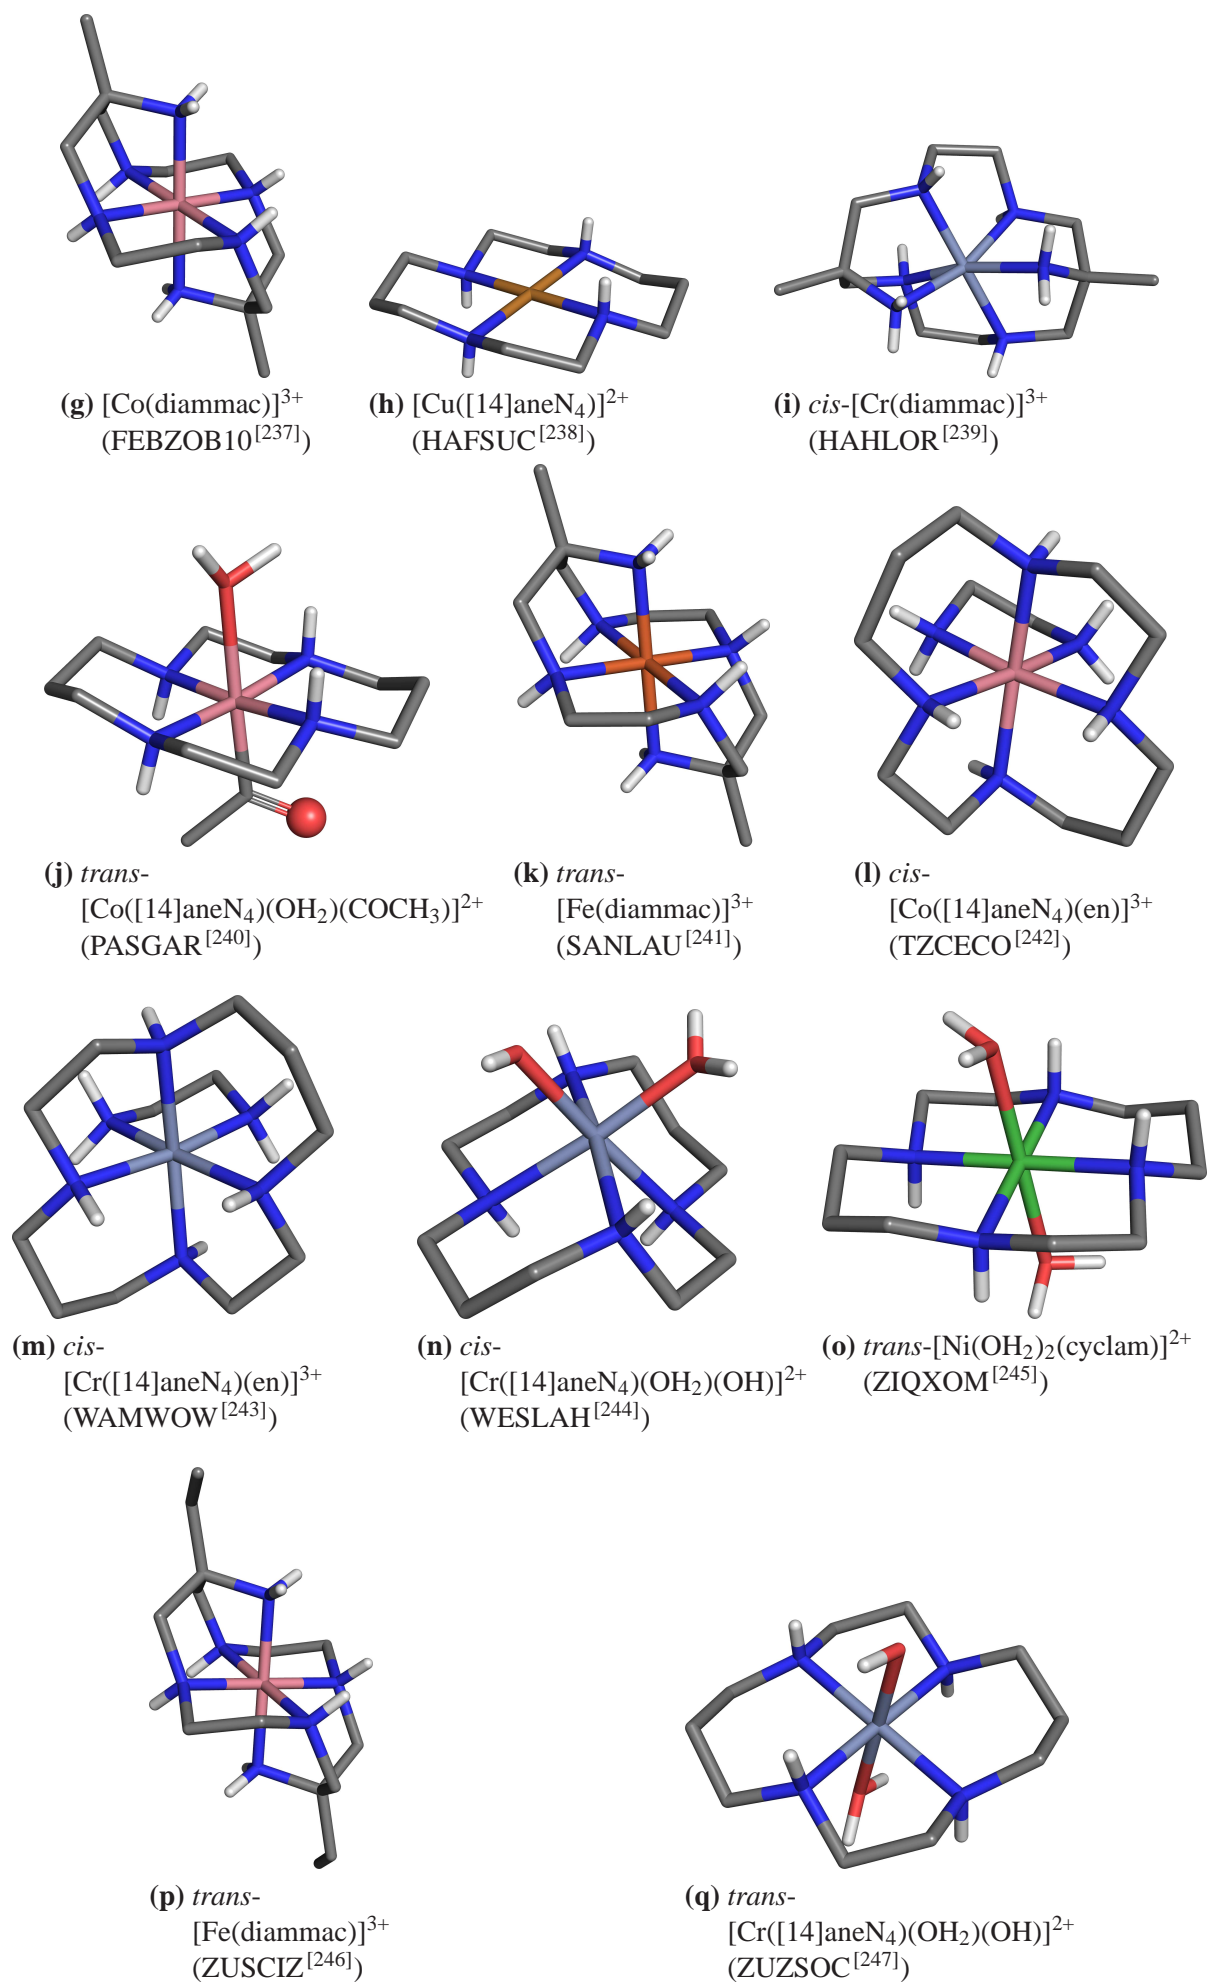 (g) [Co(diammac)]³⁺
(FEBZOB10[237])
(h) [Cu([14]aneN₄)]²⁺
(HAFSUC[238])
(i) cis-[Cr(diammac)]³⁺
(HAHLOR[239])
(j) trans-
[Co([14]aneN₄)(OH₂)(COCH₃)]²⁺
(PASGAR[240])
(k) trans-
[Fe(diammac)]³⁺
(SANLAU[241])
(l) cis-
[Co([14]aneN₄)(en)]³⁺
(TZCECO[242])
(m) cis-
[Cr([14]aneN₄)(en)]³⁺
(WAMWOW[243])
(n) cis-
[Cr([14]aneN₄)(OH₂)(OH)]²⁺
(WESLAH[244])
(o) trans-[Ni(OH₂)₂(cyclam)]²⁺
(ZIQXOM[245])
(p) trans-
[Fe(diammac)]³⁺
(ZUSCIZ[246])
(q) trans-
[Cr([14]aneN₄)(OH₂)(OH)]²⁺
(ZUZSOC[247])